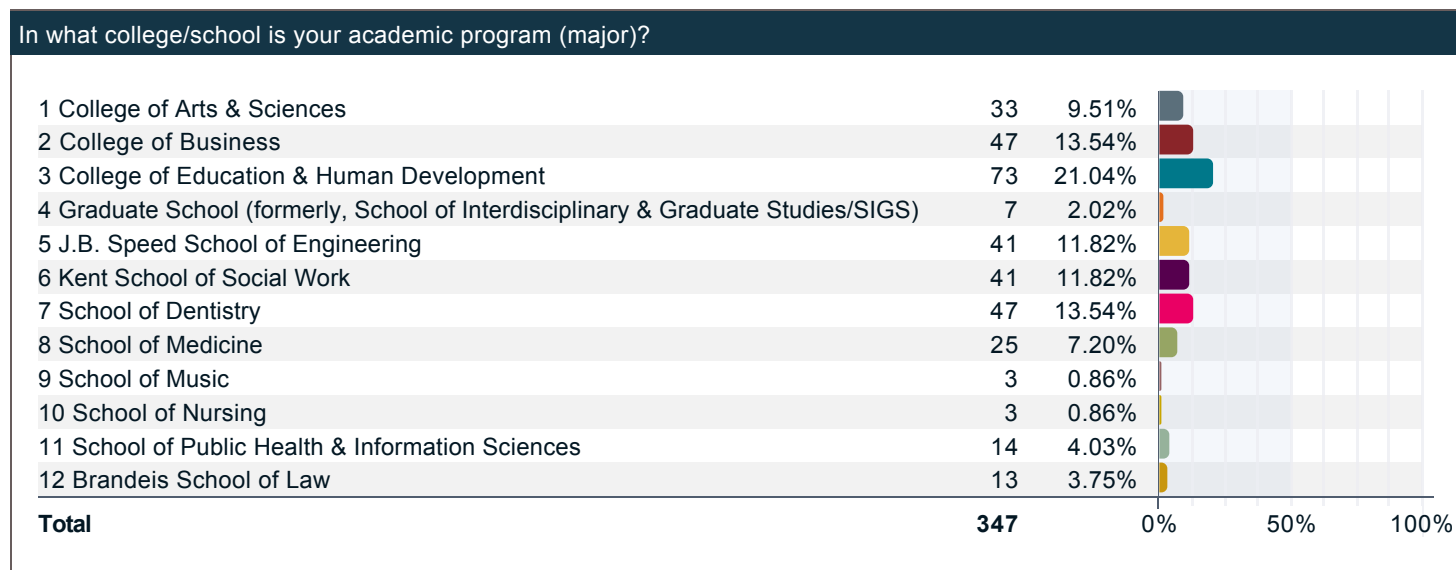 In what college/school is your academic program (major)?
1 College of Arts & Sciences 33 9.51%
2 College of Business 47 13.54%
3 College of Education & Human Development 73 21.04%
4 Graduate School (formerly, School of Interdisciplinary & Graduate Studies/SIGS) 7 2.02%
5 J.B. Speed School of Engineering 41 11.82%
6 Kent School of Social Work 41 11.82%
7 School of Dentistry 47 13.54%
8 School of Medicine 25 7.20%
9 School of Music 3 0.86%
10 School of Nursing 3 0.86%
11 School of Public Health & Information Sciences 14 4.03%
12 Brandeis School of Law 13 3.75%
Total 347 0% 50% 100%